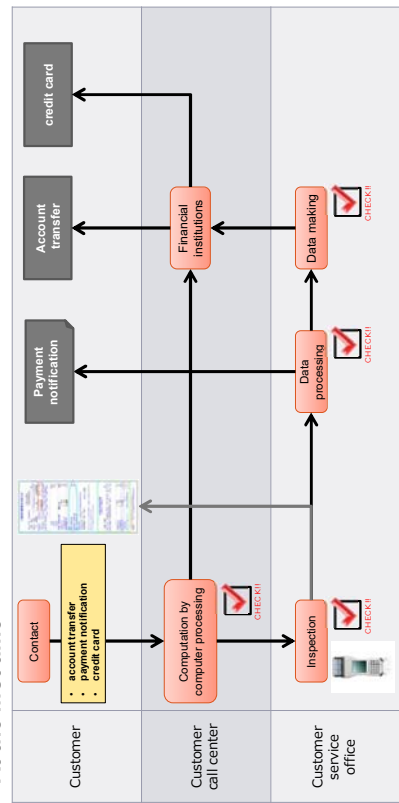 Customer
Contact
• account transfer
• payment notification
• credit card
Payment
notification
Account
transfer
credit card
Customer
call center
Computation by
computer processing
CHECK!!
Financial
institutions
Customer
service
office
Inspection
CHECK!!
Data
processing
CHECK!!
Data making
CHECK!!